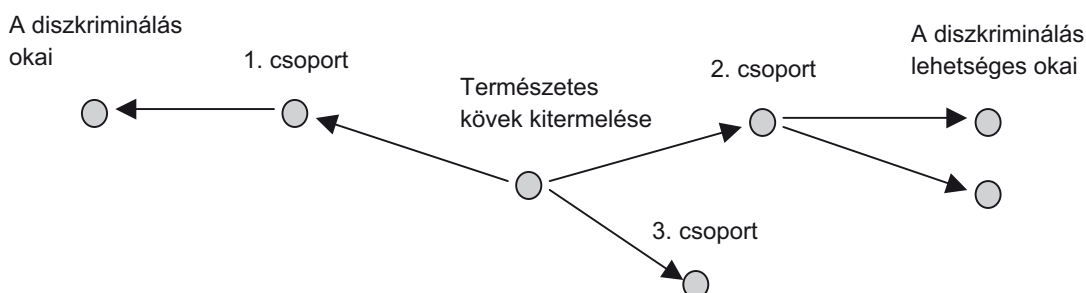 A diszkriminálás
okai
1. csoport
Természetes
kövek kitermelése
2. csoport
A diszkriminálás
lehetséges okai
3. csoport